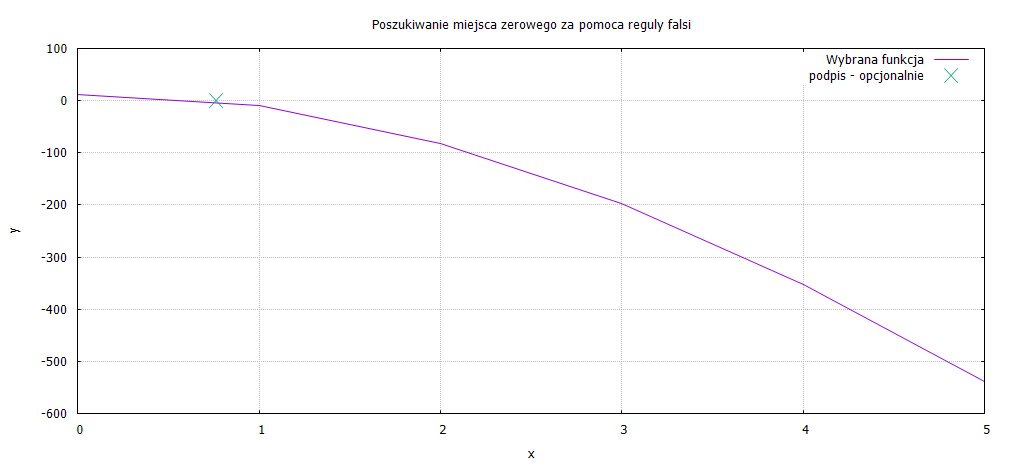 Poszukiwanie miejsca zerowego za pomoca reguly falsi
100
Wybrana funkcja
podpis - opcjonalnie
0
-100
-200
y
-300
-400
-500
-600
0 1 2 3 4 5
x